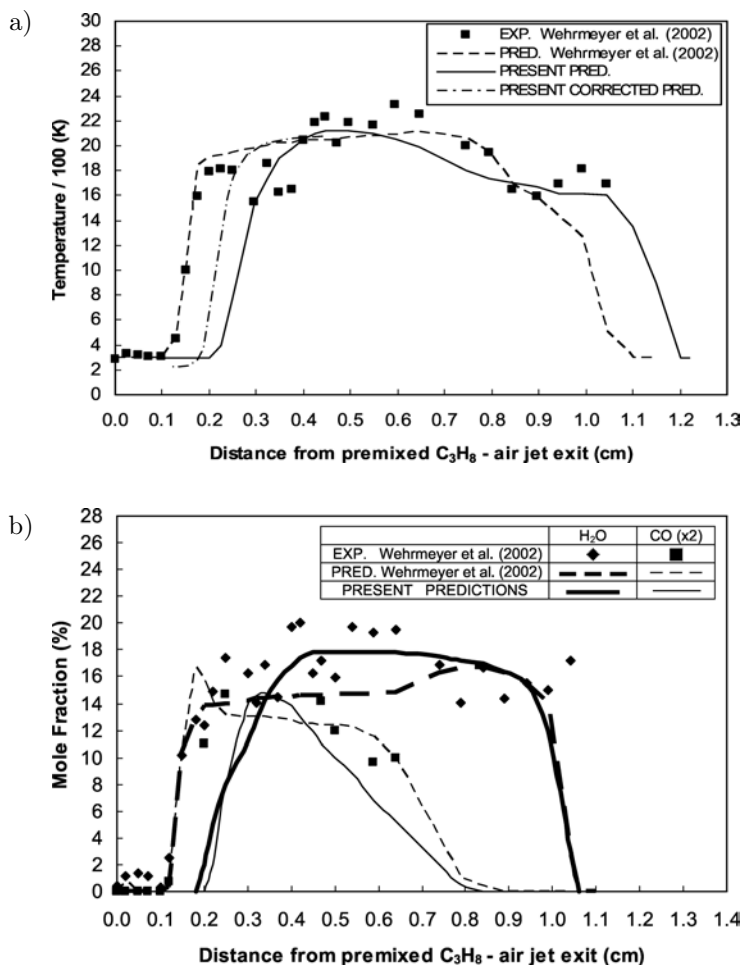 a)
EXP. Wehrmeyer et al. (2002)
PRED. Wehrmeyer et al. (2002)
PRESENT PRED.
PRESENT CORRECTED PRED.
Temperature / 100 (K)
28
26
24
22
20
18
16
14
12
10
8
6
4
2
0
0.0 0.1 0.2 0.3 0.4 0.5 0.6 0.7 0.8 0.9 1.0 1.1 1.2 1.3
Distance from premixed C₃H₈ - air jet exit (cm)
b)
H₂O CO (x2)
EXP. Wehrmeyer et al. (2002)
PRED. Wehrmeyer et al. (2002)
PRESENT PREDICTIONS
Mole Fraction (%)
28
26
24
22
20
18
16
14
12
10
8
6
4
2
0
0.0 0.1 0.2 0.3 0.4 0.5 0.6 0.7 0.8 0.9 1.0 1.1 1.2 1.3 1.4
Distance from premixed C₃H₈ - air jet exit (cm)